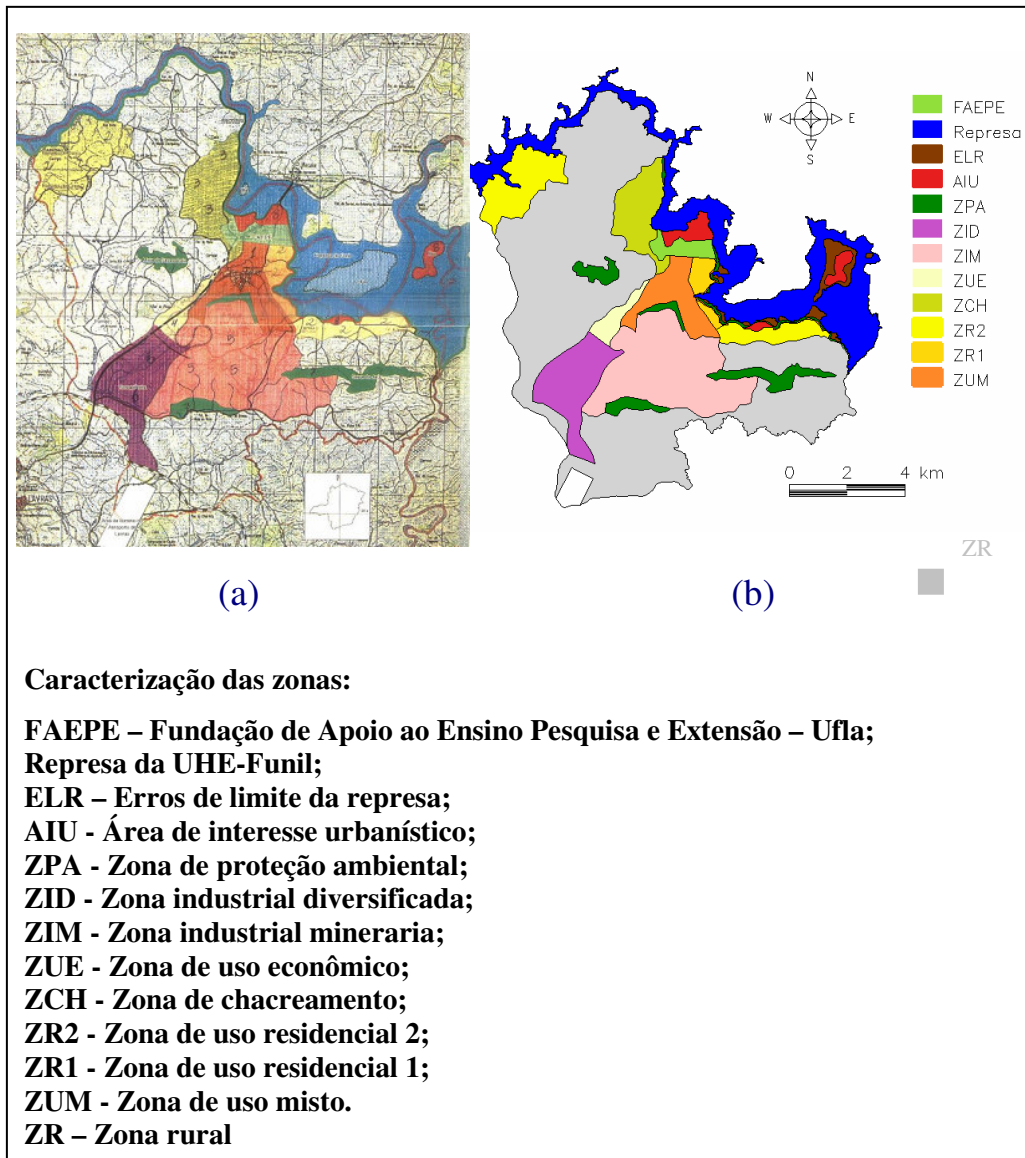 N
W E
S
FAEPE
Represa
ELR
AIU
ZPA
ZID
ZIM
ZUE
ZCH
ZR2
ZR1
ZUM
0 2 4 km
ZR
(a) (b)
Caracterização das zonas:
FAEPE – Fundação de Apoio ao Ensino Pesquisa e Extensão – Ufla;
Represa da UHE-Funil;
ELR – Erros de limite da represa;
AIU - Área de interesse urbanístico;
ZPA - Zona de proteção ambiental;
ZID - Zona industrial diversificada;
ZIM - Zona industrial mineraria;
ZUE - Zona de uso econômico;
ZCH - Zona de chacreamento;
ZR2 - Zona de uso residencial 2;
ZR1 - Zona de uso residencial 1;
ZUM - Zona de uso misto.
ZR – Zona rural